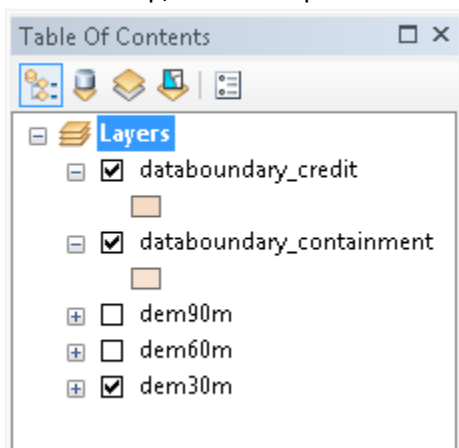 Table Of Contents
Layers
databoundary_credit
databoundary_containment
dem90m
dem60m
dem30m